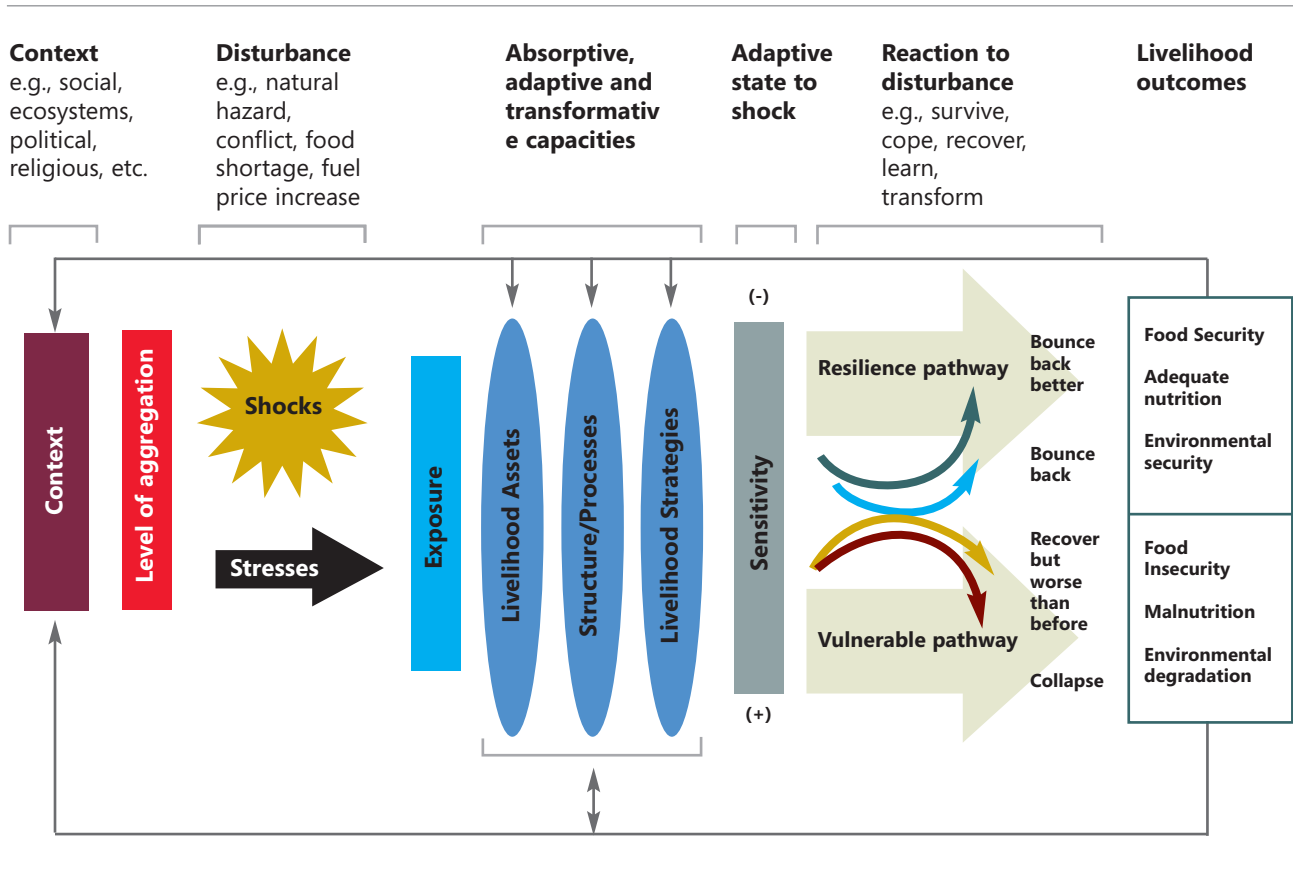 Context
e.g., social,
ecosystems,
political,
religious, etc.
Disturbance
e.g., natural
hazard,
conflict, food
shortage, fuel
price increase
Absorptive,
adaptive and
transformativ
e capacities
Adaptive
state to
shock
Reaction to
disturbance
e.g., survive,
cope, recover,
learn,
transform
Livelihood
outcomes
Context
Level of aggregation
Shocks
Stresses
Exposure
Livelihood Assets
Structure/Processes
Livelihood Strategies
(-)
Sensitivity
(+)
Resilience pathway
Bounce
back
better
Bounce
back
Recover
but
worse
than
before
Vulnerable pathway
Collapse
Food Security
Adequate
nutrition
Environmental
security
Food
Insecurity
Malnutrition
Environmental
degradation